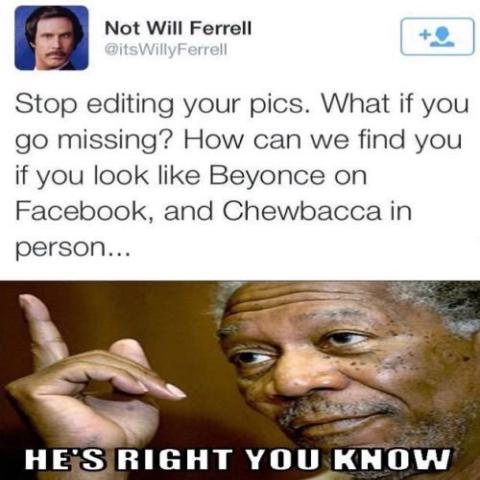 Not Will Ferrell
@itsWillyFerrell
Stop editing your pics. What if you
go missing? How can we find you
if you look like Beyonce on
Facebook, and Chewbacca in
person...
HE'S RIGHT YOU KNOW